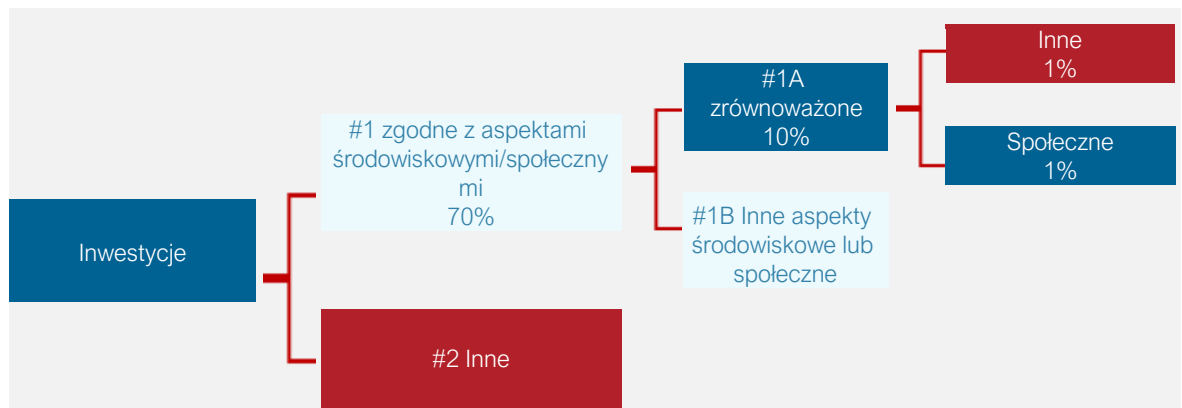 Inwestycje
#1 zgodne z aspektami
środowiskowymi/społeczny
mi
70%
#2 Inne
#1A
zrównoważone
10%
#1B Inne aspekty
środowiskowe lub
społeczne
Inne
1%
Społeczne
1%